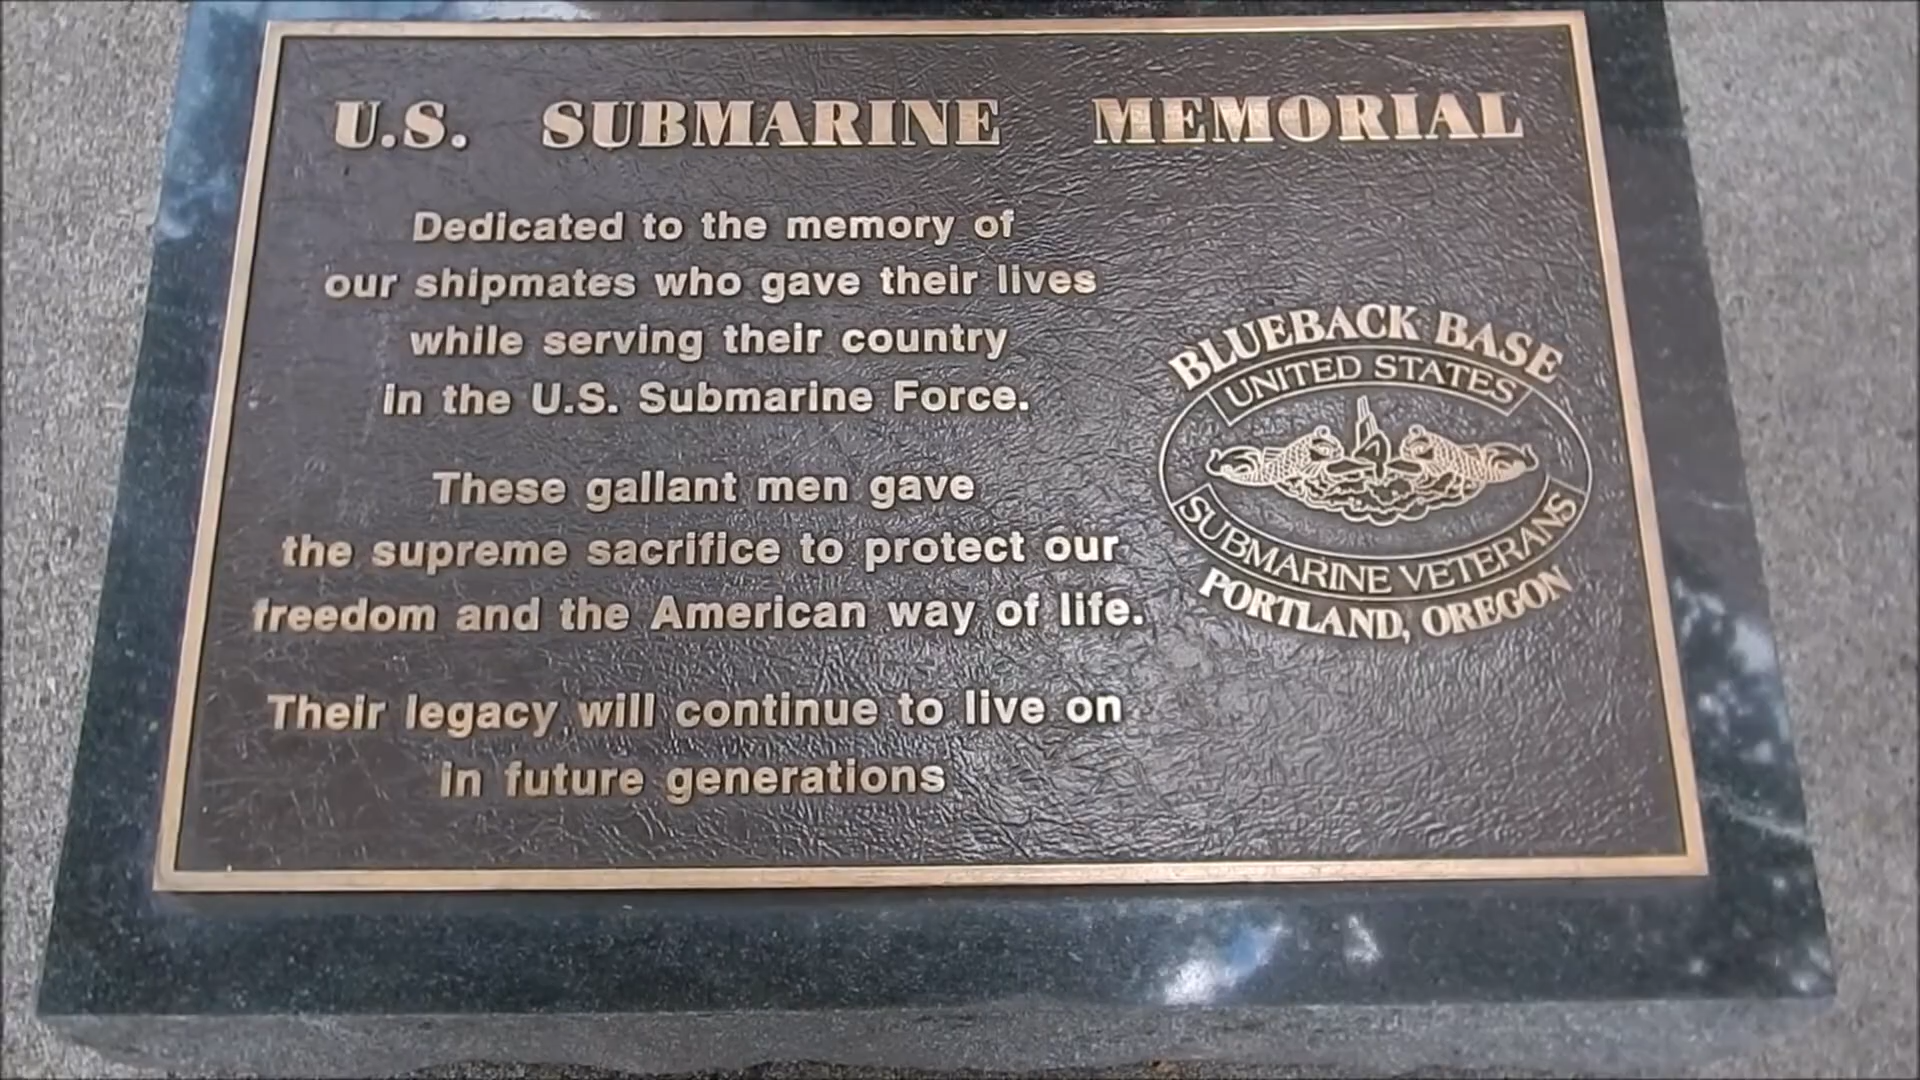 U.S. SUBMARINE MEMORIAL
Dedicated to the memory of
our shipmates who gave their lives
while serving their country
in the U.S. Submarine Force.
These gallant men gave
the supreme sacrifice to protect our
freedom and the American way of life.
Their legacy will continue to live on
in future generations
BLUEBACK BASE
UNITED STATES
SUBMARINE VETERANS
PORTLAND, OREGON